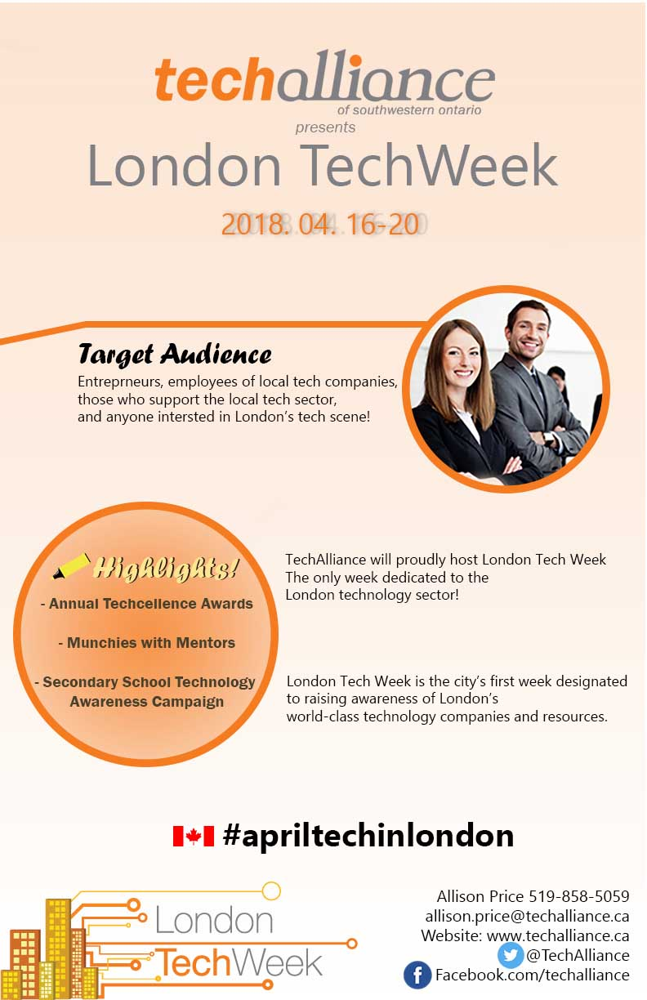 techalliance
of southwestern ontario
presents
London TechWeek
2018. 04. 16-20
Target Audience
Entreprneurs, employees of local tech companies,
those who support the local tech sector,
and anyone intersted in London's tech scene!
Highlights!
- Annual Techcellence Awards
- Munchies with Mentors
- Secondary School Technology
Awareness Campaign
TechAlliance will proudly host London Tech Week
The only week dedicated to the
London technology sector!
London Tech Week is the city's first week designated
to raising awareness of London's
world-class technology companies and resources.
#apriltechinlondon
London
TechWeek
Allison Price 519-858-5059
allison.price@techalliance.ca
Website: www.techalliance.ca
@TechAlliance
Facebook.com/techalliance